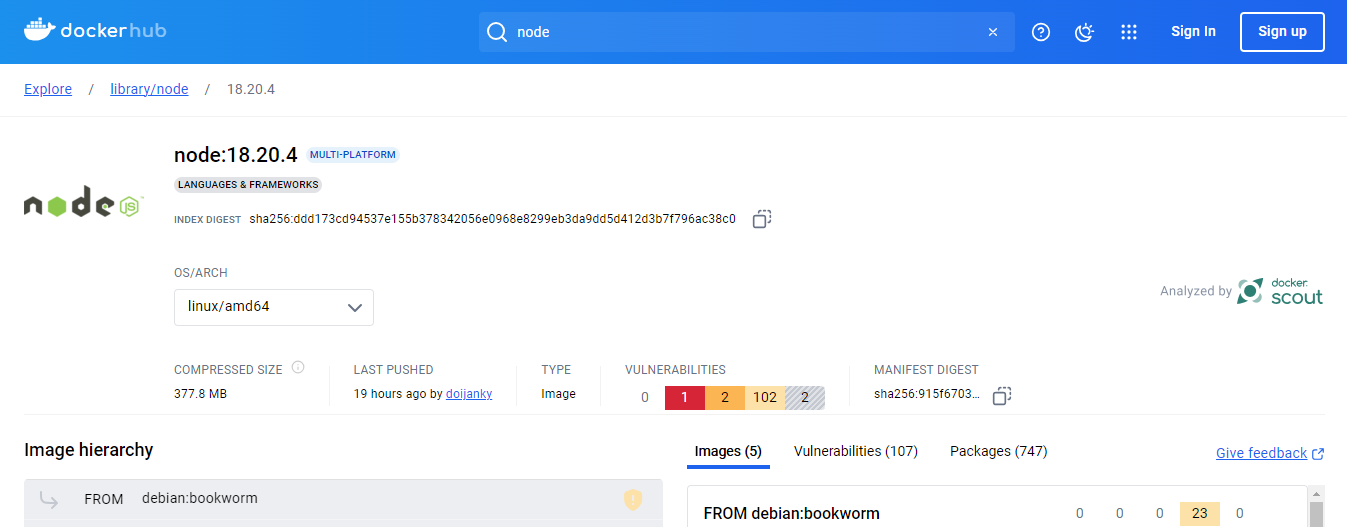 dockerhub
node
Sign In
Sign up
Explore / library/node / 18.20.4
node:18.20.4 MULTI-PLATFORM
LANGUAGES & FRAMEWORKS
node JS
INDEX DIGEST sha256:ddd173cd94537e155b378342056e0968e8299eb3da9dd5d412d3b7f796ac38c0
OS/ARCH
linux/amd64
Analyzed by docker scout
COMPRESSED SIZE LAST PUSHED TYPE VULNERABILITIES MANIFEST DIGEST
377.8 MB 19 hours ago by doijanky Image 0 1 2 102 2 sha256:915f6703...
Image hierarchy
Images (5) Vulnerabilities (107) Packages (747) Give feedback
FROM debian:bookworm
FROM debian:bookworm 0 0 0 23 0